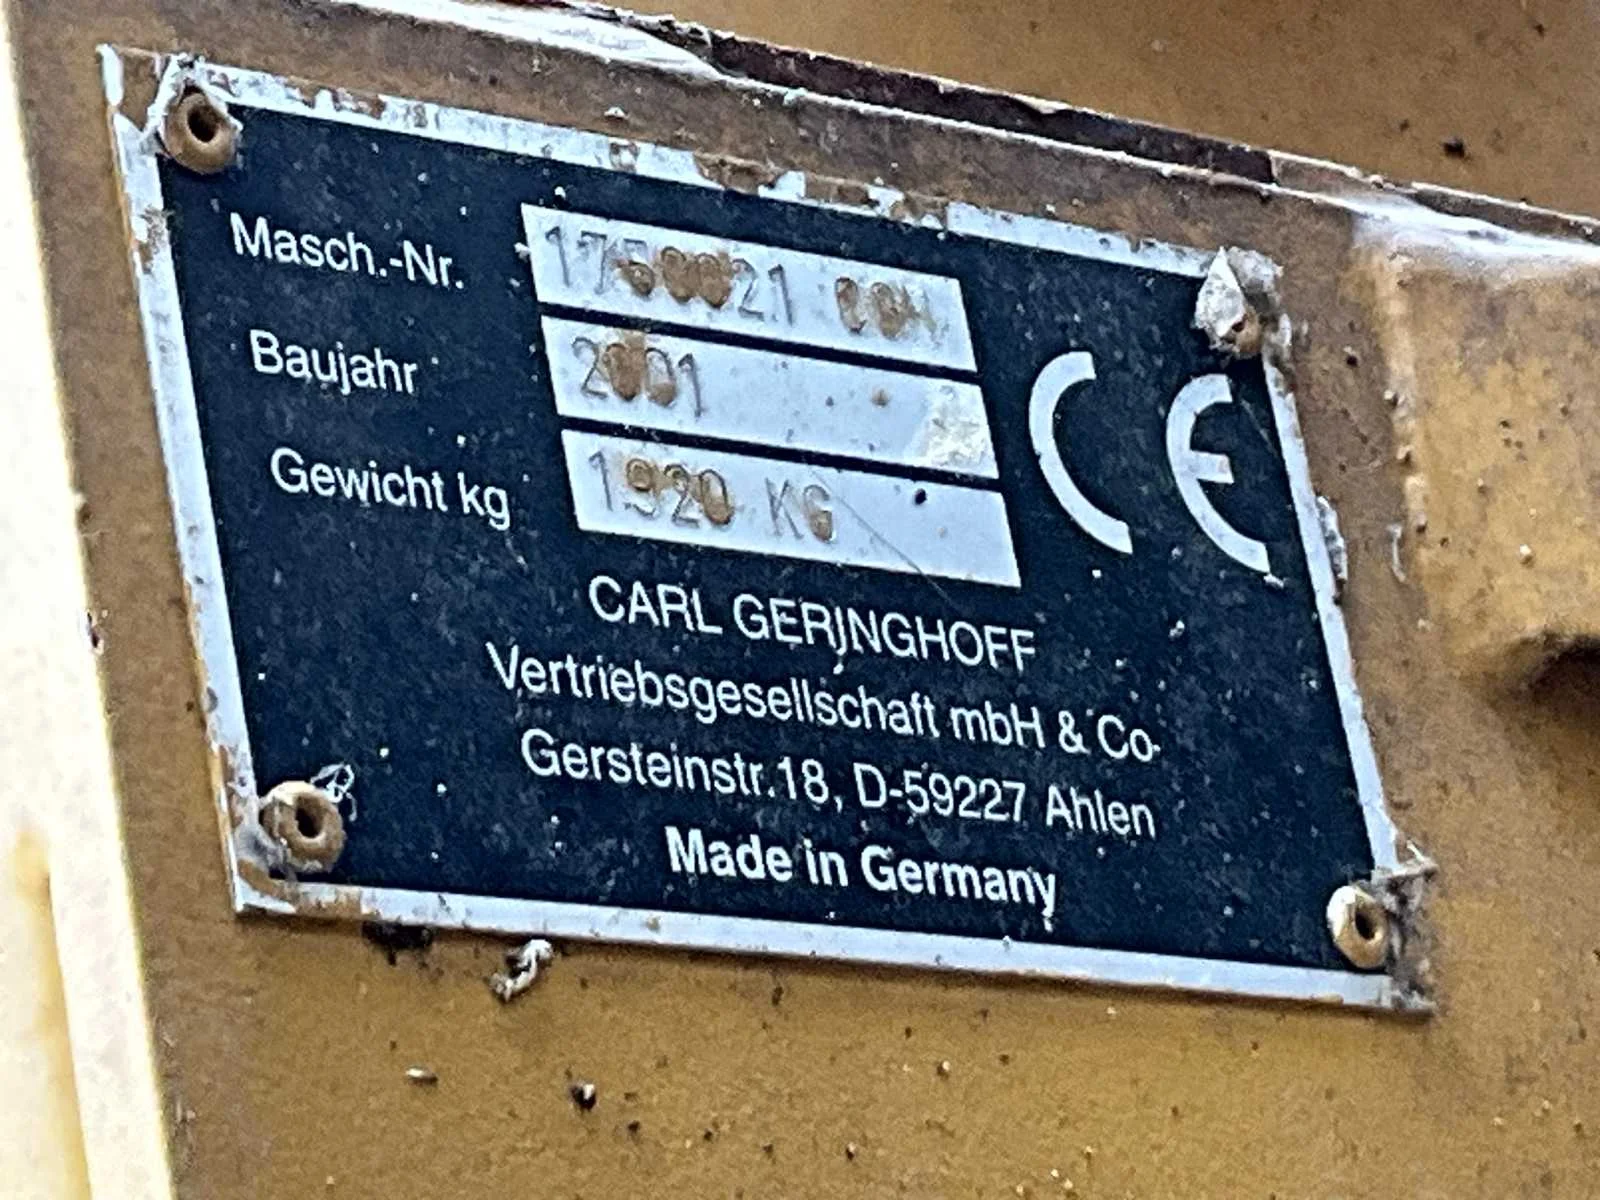 Masch.-Nr. 1750021
Baujahr 2001
Gewicht kg 1920 KG
CE
CARL GERINGHOFF
Vertriebsgesellschaft mbH & Co.
Gersteinstr.18, D-59227 Ahlen
Made in Germany